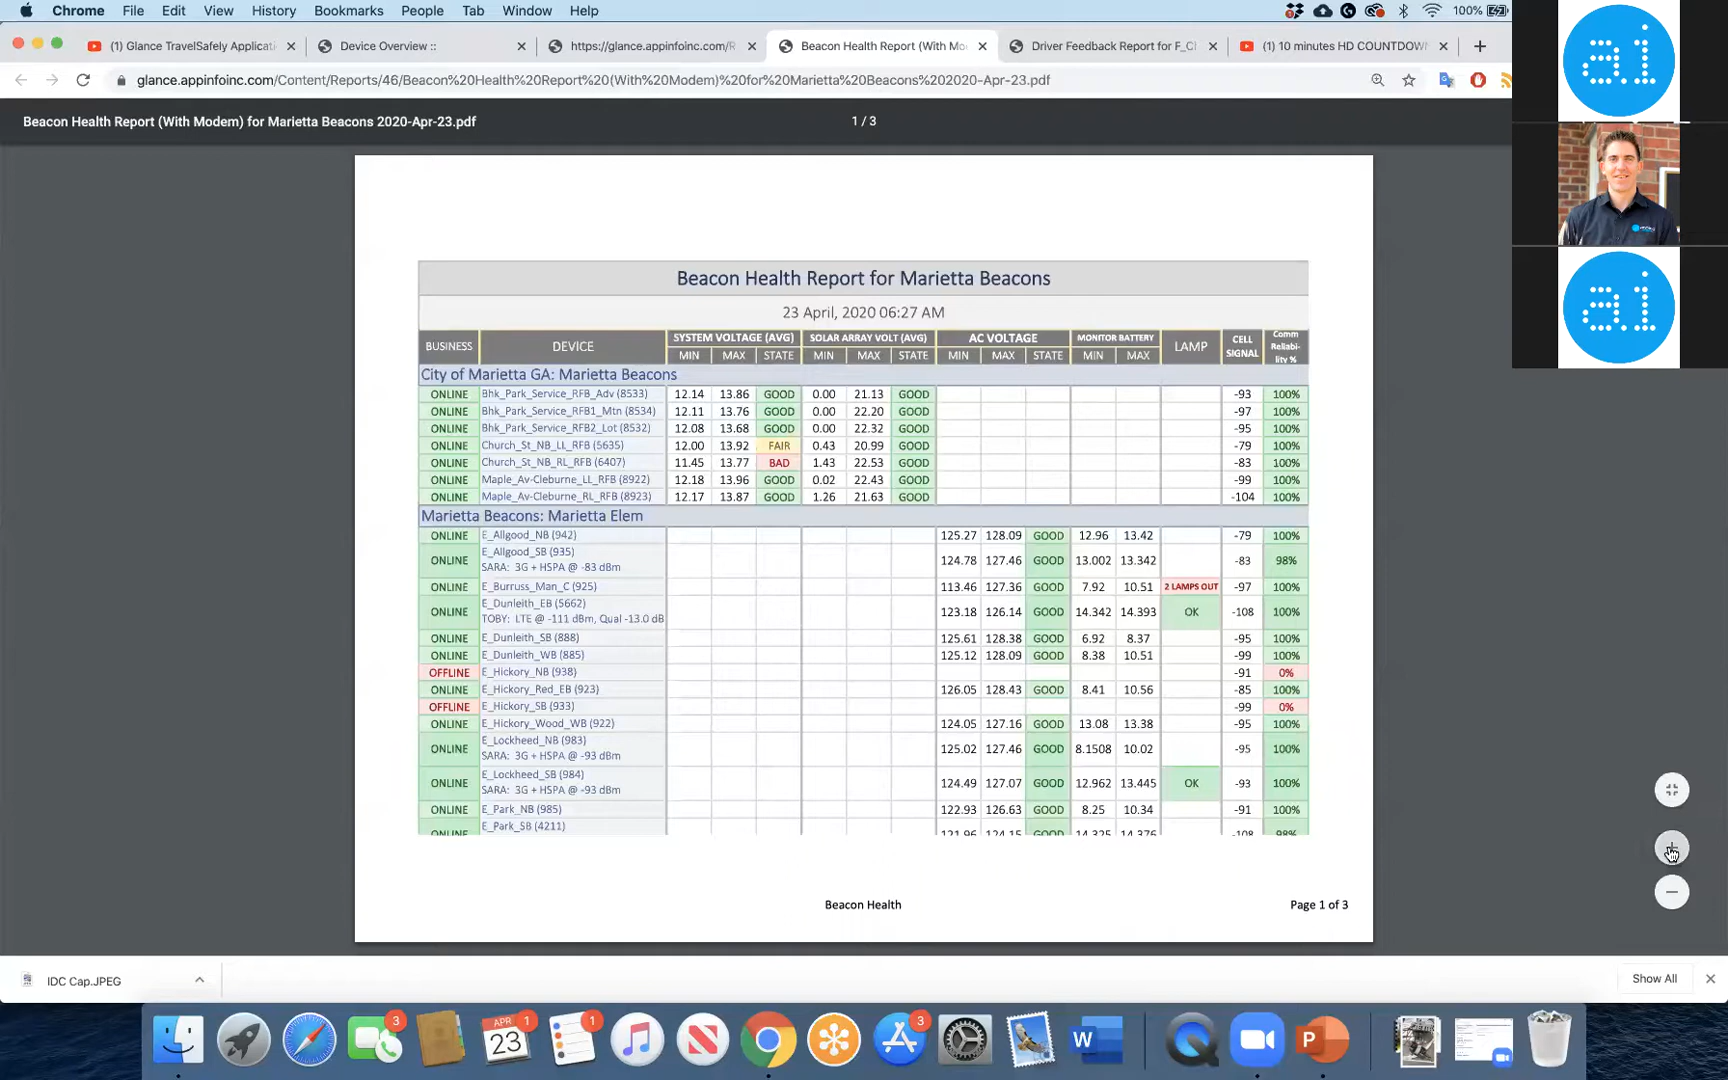 Chrome File Edit View History Bookmarks People Tab Window Help 100%
(1) Glance TravelSafely Applicati Device Overview :: https://glance.appinfoinc.com/R Beacon Health Report (With Mo Driver Feedback Report for F_Cl (1) 10 minutes HD COUNTDOWN
glance.appinfoinc.com/Content/Reports/46/Beacon%20Health%20Report%20(With%20Modem)%20for%20Marietta%20Beacons%202020-Apr-23.pdf
Beacon Health Report (With Modem) for Marietta Beacons 2020-Apr-23.pdf 1 / 3
ai
ai
Beacon Health Report for Marietta Beacons
23 April, 2020 06:27 AM
BUSINESS DEVICE SYSTEM VOLTAGE (AVG) SOLAR ARRAY VOLT (AVG) AC VOLTAGE MONITOR BATTERY LAMP CELL SIGNAL Comm Reliabi-lity %
MIN MAX STATE MIN MAX STATE MIN MAX STATE MIN MAX
City of Marietta GA: Marietta Beacons
ONLINE Bhk_Park_Service_RFB_Adv (8533) 12.14 13.86 GOOD 0.00 21.13 GOOD -93 100%
ONLINE Bhk_Park_Service_RFB1_Mtn (8534) 12.11 13.76 GOOD 0.00 22.20 GOOD -97 100%
ONLINE Bhk_Park_Service_RFB2_Lot (8532) 12.08 13.68 GOOD 0.00 22.32 GOOD -95 100%
ONLINE Church_St_NB_LL_RFB (5635) 12.00 13.92 FAIR 0.43 20.99 GOOD -79 100%
ONLINE Church_St_NB_RL_RFB (6407) 11.45 13.77 BAD 1.43 22.53 GOOD -83 100%
ONLINE Maple_Av-Cleburne_LL_RFB (8922) 12.18 13.96 GOOD 0.02 22.43 GOOD -99 100%
ONLINE Maple_Av-Cleburne_RL_RFB (8923) 12.17 13.87 GOOD 1.26 21.63 GOOD -104 100%
Marietta Beacons: Marietta Elem
ONLINE E_Allgood_NB (942) 125.27 128.09 GOOD 12.96 13.42 -79 100%
ONLINE E_Allgood_SB (935) 124.78 127.46 GOOD 13.002 13.342 -83 98%
SARA: 3G + HSPA @ -83 dBm
ONLINE E_Burruss_Man_C (925) 113.46 127.36 GOOD 7.92 10.51 2 LAMPS OUT -97 100%
ONLINE E_Dunleith_EB (5662) 123.18 126.14 GOOD 14.342 14.393 OK -108 100%
TOBY: LTE @ -111 dBm, Qual -13.0 dB
ONLINE E_Dunleith_SB (888) 125.61 128.38 GOOD 6.92 8.37 -95 100%
ONLINE E_Dunleith_WB (885) 125.12 128.09 GOOD 8.38 10.51 -99 100%
OFFLINE E_Hickory_NB (938) -91 0%
ONLINE E_Hickory_Red_EB (923) 126.05 128.43 GOOD 8.41 10.56 -85 100%
OFFLINE E_Hickory_SB (933) -99 0%
ONLINE E_Hickory_Wood_WB (922) 124.05 127.16 GOOD 13.08 13.38 -95 100%
ONLINE E_Lockheed_NB (983) 125.02 127.46 GOOD 8.1508 10.02 -95 100%
SARA: 3G + HSPA @ -93 dBm
ONLINE E_Lockheed_SB (984) 124.49 127.07 GOOD 12.962 13.445 OK -93 100%
SARA: 3G + HSPA @ -93 dBm
ONLINE E_Park_NB (985) 122.93 126.63 GOOD 8.25 10.34 -91 100%
ONLINE E_Park_SB (4211) 121.96 124.15 GOOD 14.325 14.376 -108 98%
Beacon Health Page 1 of 3
IDC Cap.JPEG Show All
3 APR 23 1 1 3 W P